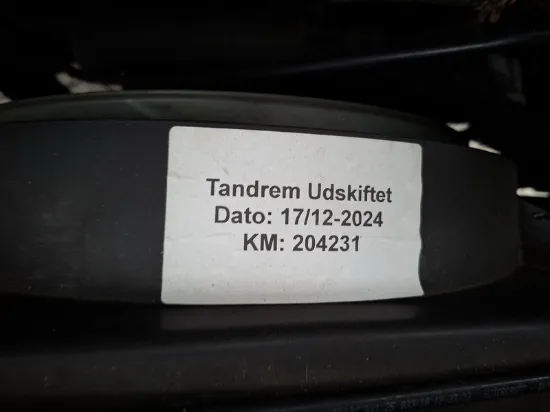 Tandrem Udskiftet
Dato: 17/12-2024
KM: 204231